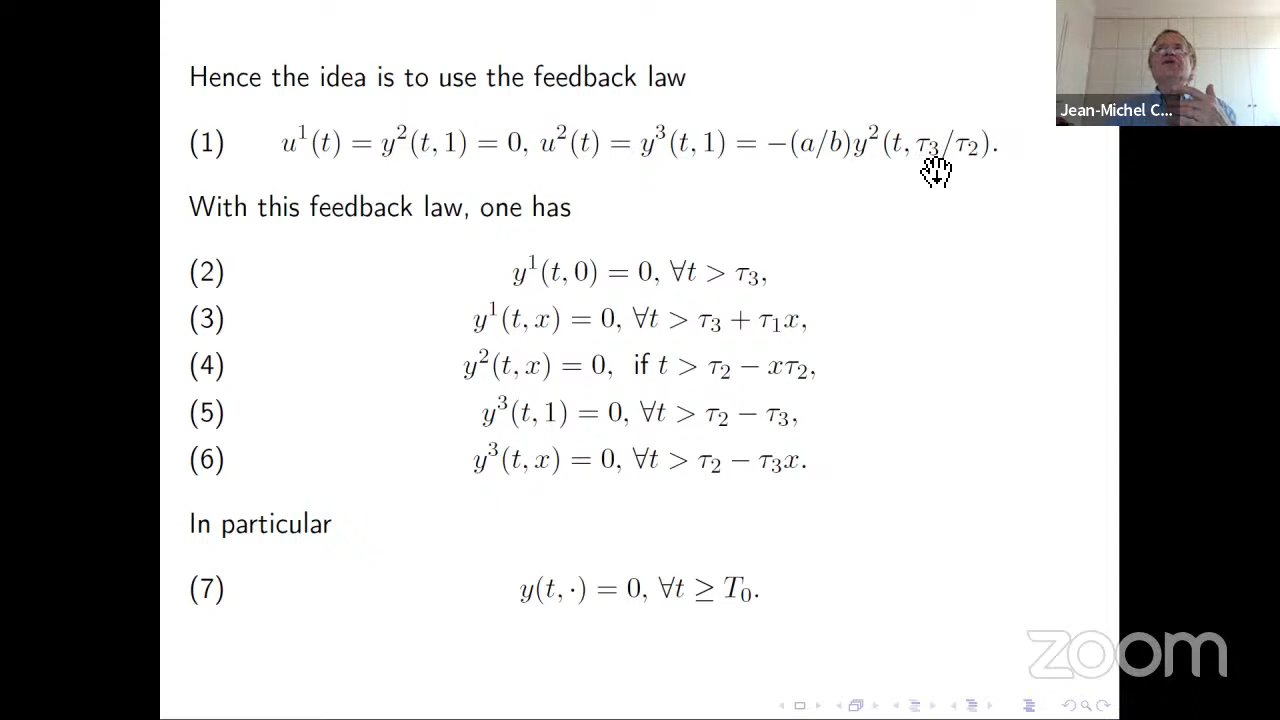 Hence the idea is to use the feedback law
(1) u¹(t) = y²(t, 1) = 0, u²(t) = y³(t, 1) = −(a/b)y²(t, τ₃/τ₂).
With this feedback law, one has
(2) y¹(t, 0) = 0, ∀t > τ₃,
(3) y¹(t, x) = 0, ∀t > τ₃ + τ₁x,
(4) y²(t, x) = 0, if t > τ₂ − xτ₂,
(5) y³(t, 1) = 0, ∀t > τ₂ − τ₃,
(6) y³(t, x) = 0, ∀t > τ₂ − τ₃x.
In particular
(7) y(t, ·) = 0, ∀t ≥ T₀.
Jean-Michel C...
zoom